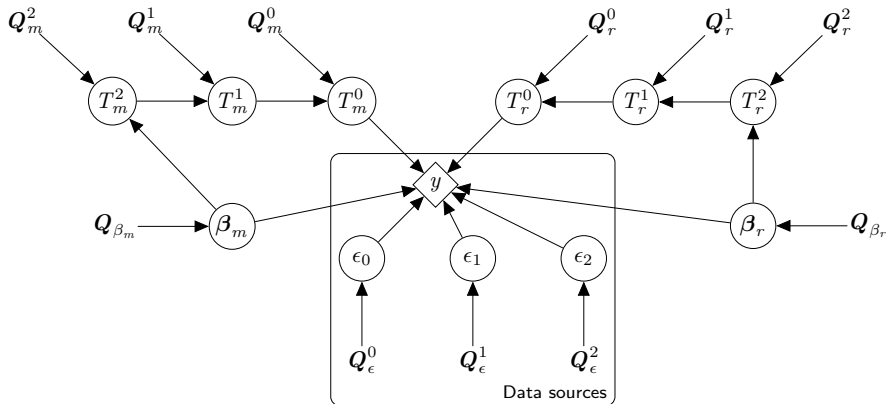 Q_m^2 Q_m^1 Q_m^0 Q_r^0 Q_r^1 Q_r^2
T_m^2 T_m^1 T_m^0 T_r^0 T_r^1 T_r^2
y
Q_{β_m} β_m β_r Q_{β_r}
ϵ_0 ϵ_1 ϵ_2
Q_ϵ^0 Q_ϵ^1 Q_ϵ^2
Data sources